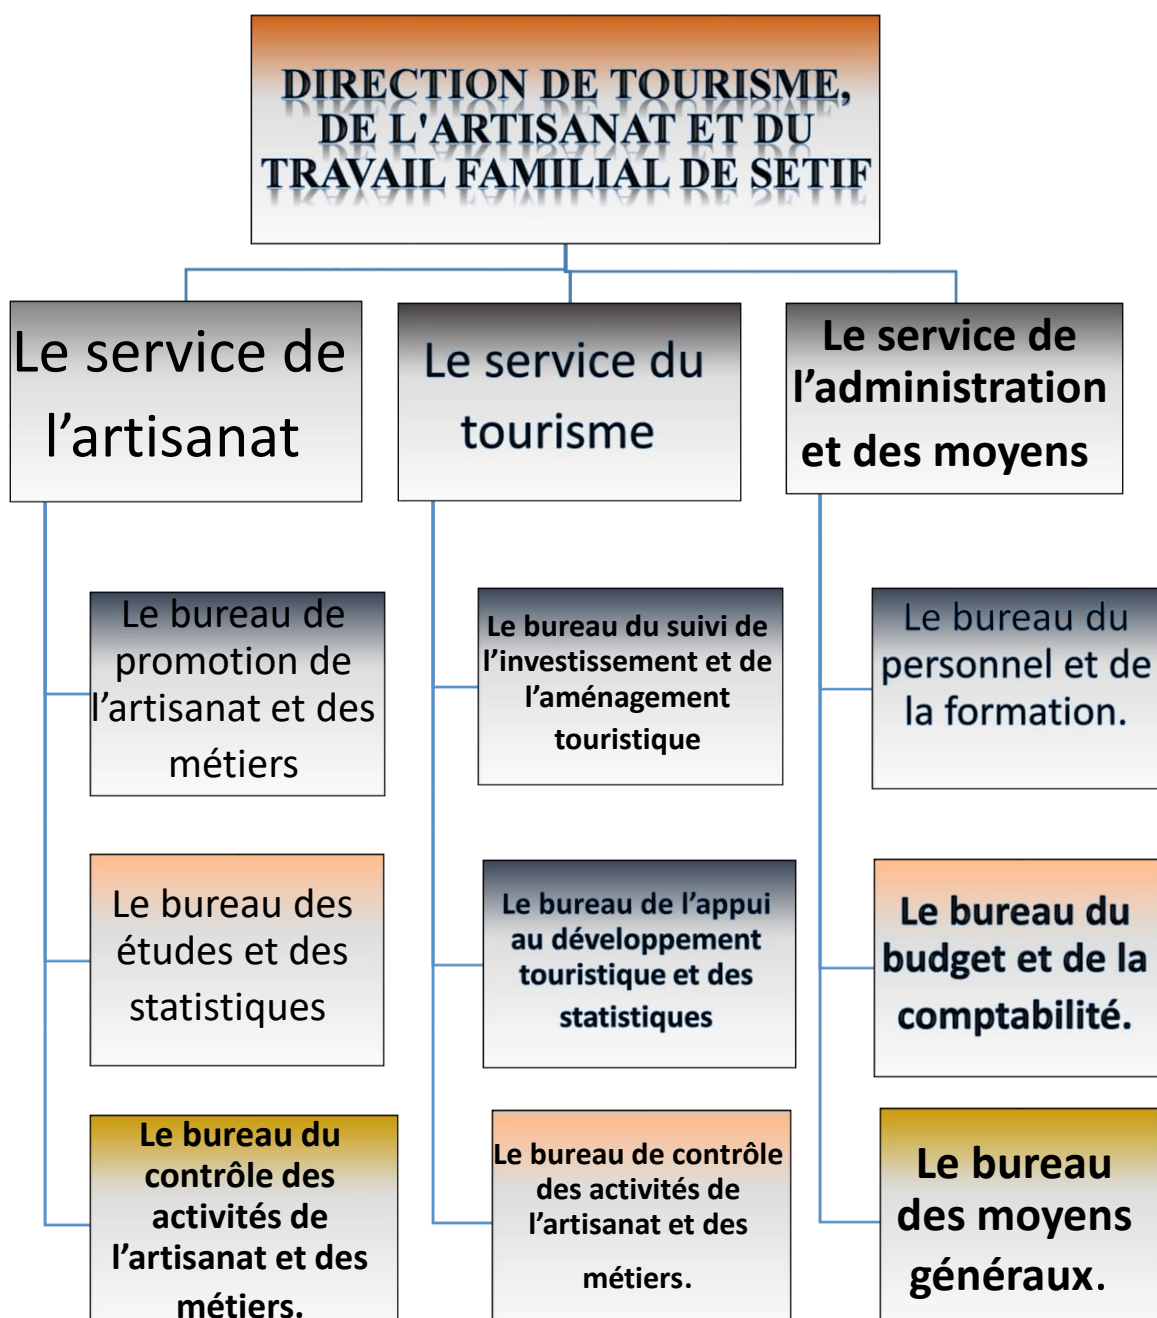 DIRECTION DE TOURISME,
DE L'ARTISANAT ET DU
TRAVAIL FAMILIAL DE SETIF
Le service de
l’artisanat
Le service du
tourisme
Le service de
l’administration
et des moyens
Le bureau de
promotion de
l’artisanat et des
métiers
Le bureau du suivi de
l’investissement et de
l’aménagement
touristique
Le bureau du
personnel et de
la formation.
Le bureau des
études et des
statistiques
Le bureau de l’appui
au développement
touristique et des
statistiques
Le bureau du
budget et de la
comptabilité.
Le bureau du
contrôle des
activités de
l’artisanat et des
métiers.
Le bureau de contrôle
des activités de
l’artisanat et des
métiers.
Le bureau
des moyens
généraux.